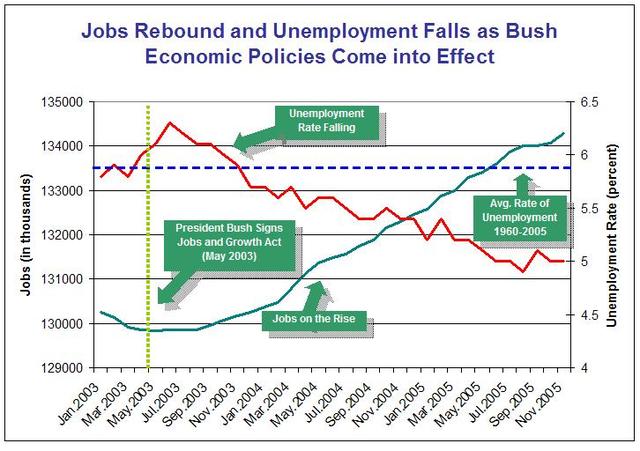 Jobs Rebound and Unemployment Falls as Bush
Economic Policies Come into Effect
Jobs (in thousands)
135000
134000
133000
132000
131000
130000
129000
6.5
6
5.5
5
4.5
4
Unemployment Rate (percent)
Unemployment
Rate Falling
President Bush Signs
Jobs and Growth Act
(May 2003)
Avg. Rate of
Unemployment
1960-2005
Jobs on the Rise
Jan.2003
Mar.2003
May.2003
Jul.2003
Sep.2003
Nov.2003
Jan.2004
Mar.2004
May.2004
Jul.2004
Sep.2004
Nov.2004
Jan.2005
Mar.2005
May.2005
Jul.2005
Sep.2005
Nov.2005